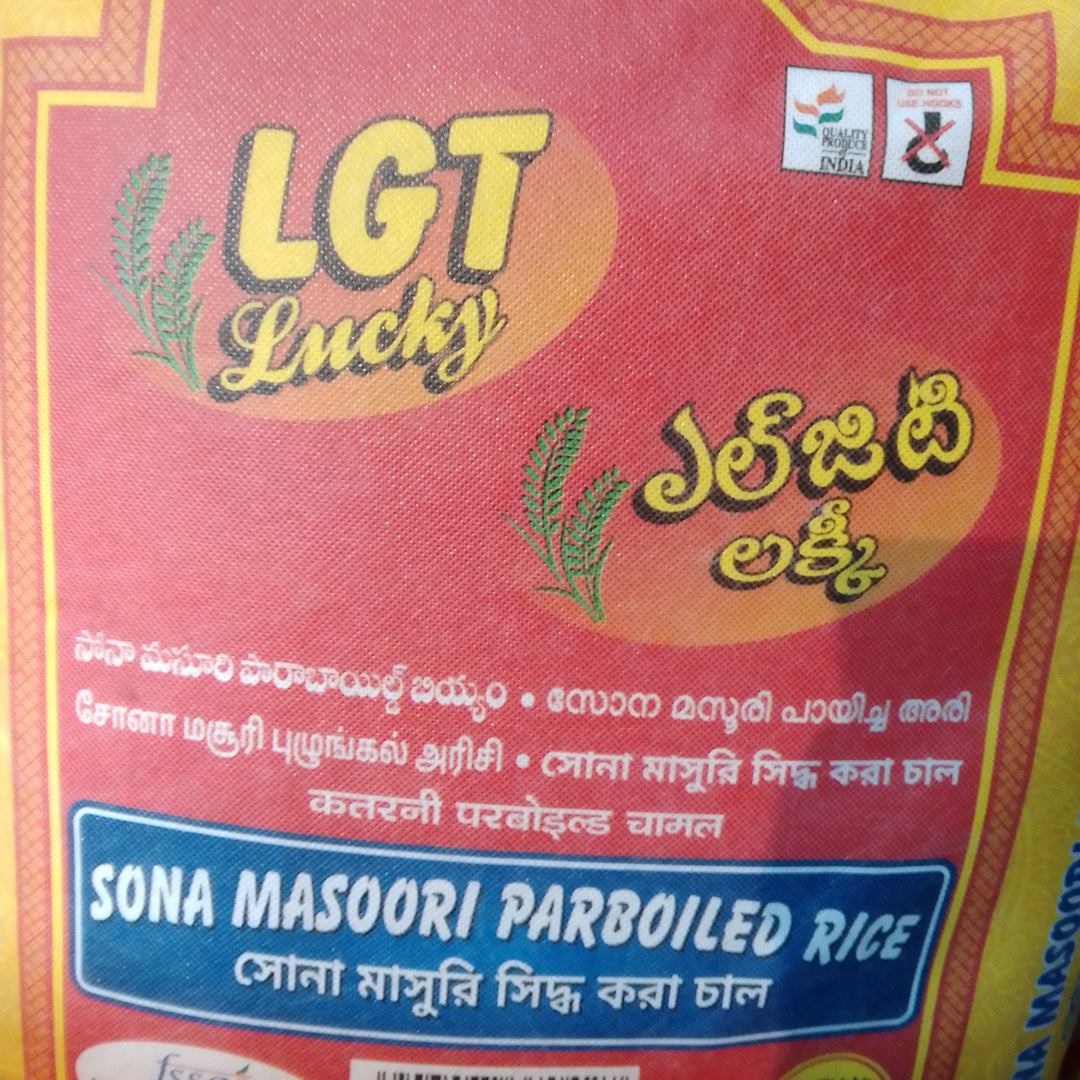 QUALITY
PRODUCE
of
INDIA
DO NOT
USE HOOKS
LGT
Lucky
ఎల్‌జిటి
లక్కీ
సోనా మసూరి పారాబాయిల్డ్ బియ్యం • സോന മസൂരി പായിച്ച അരി
சோனா மசூரி புழுங்கல் அரிசி • সোনা মাসুরি সিদ্ধ করা চাল
कतरनी परबोइल्ड चामल
SONA MASOORI PARBOILED RICE
সোনা মাসুরি সিদ্ধ করা চাল
MASOORI